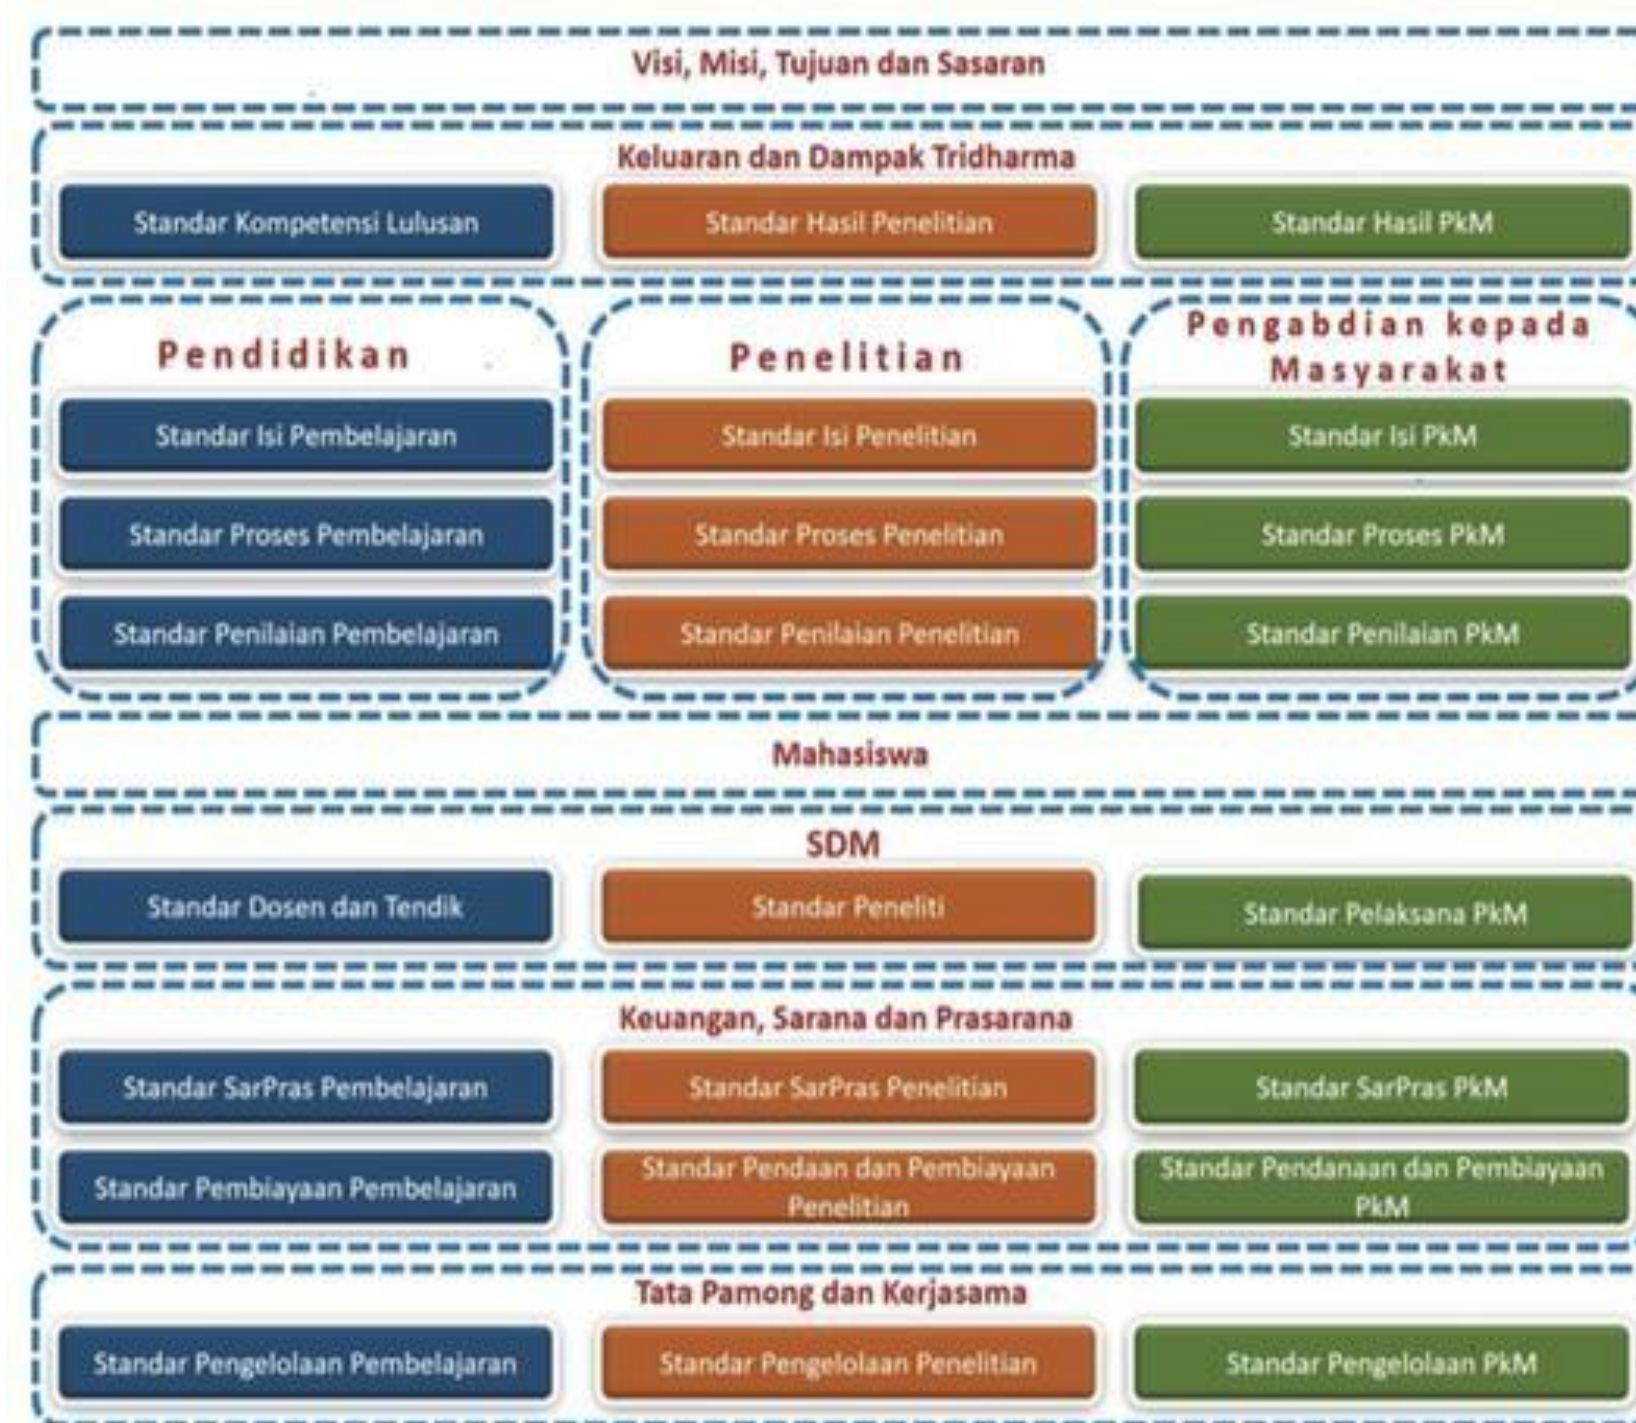 Visi, Misi, Tujuan dan Sasaran
Keluaran dan Dampak Tridharma
Standar Kompetensi Lulusan
Standar Hasil Penelitian
Standar Hasil PkM
Pendidikan
Penelitian
Pengabdian kepada
Masyarakat
Standar Isi Pembelajaran
Standar Isi Penelitian
Standar Isi PkM
Standar Proses Pembelajaran
Standar Proses Penelitian
Standar Proses PkM
Standar Penilaian Pembelajaran
Standar Penilaian Penelitian
Standar Penilaian PkM
Mahasiswa
SDM
Standar Dosen dan Tendik
Standar Peneliti
Standar Pelaksana PkM
Keuangan, Sarana dan Prasarana
Standar SarPras Pembelajaran
Standar SarPras Penelitian
Standar SarPras PkM
Standar Pembiayaan Pembelajaran
Standar Pendaan dan Pembiayaan
Penelitian
Standar Pendanaan dan Pembiayaan
PkM
Tata Pamong dan Kerjasama
Standar Pengelolaan Pembelajaran
Standar Pengelolaan Penelitian
Standar Pengelolaan PkM